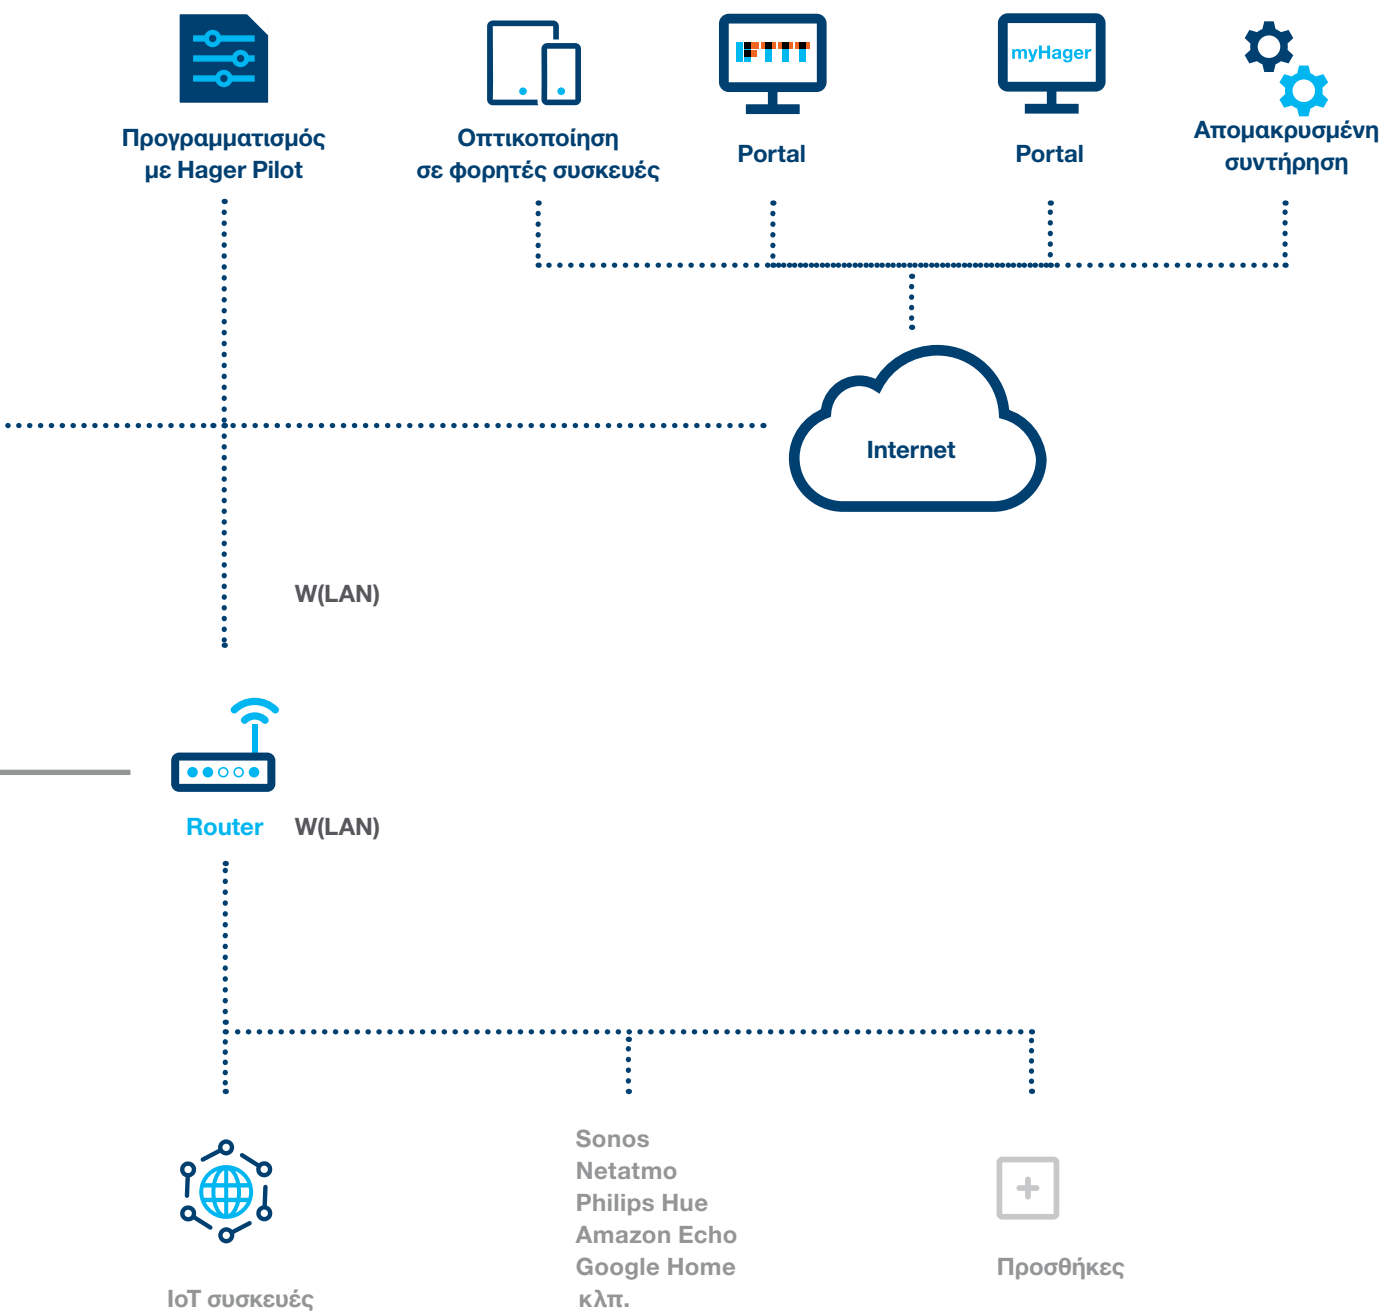 Προγραμματισμός
με Hager Pilot
Οπτικοποίηση
σε φορητές συσκευές
IFTTT
Portal
myHager
Portal
Απομακρυσμένη
συντήρηση
Internet
W(LAN)
Router
W(LAN)
IoT συσκευές
Sonos
Netatmo
Philips Hue
Amazon Echo
Google Home
κλπ.
Προσθήκες